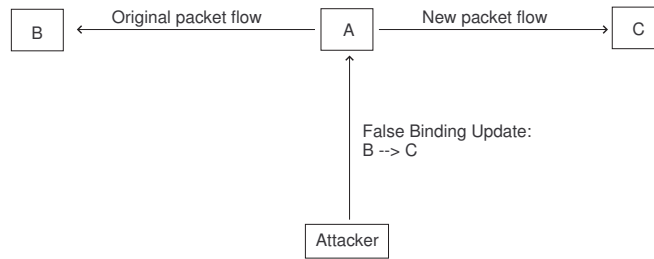 Original packet flow
New packet flow
B
A
C
False Binding Update:
B --> C
Attacker